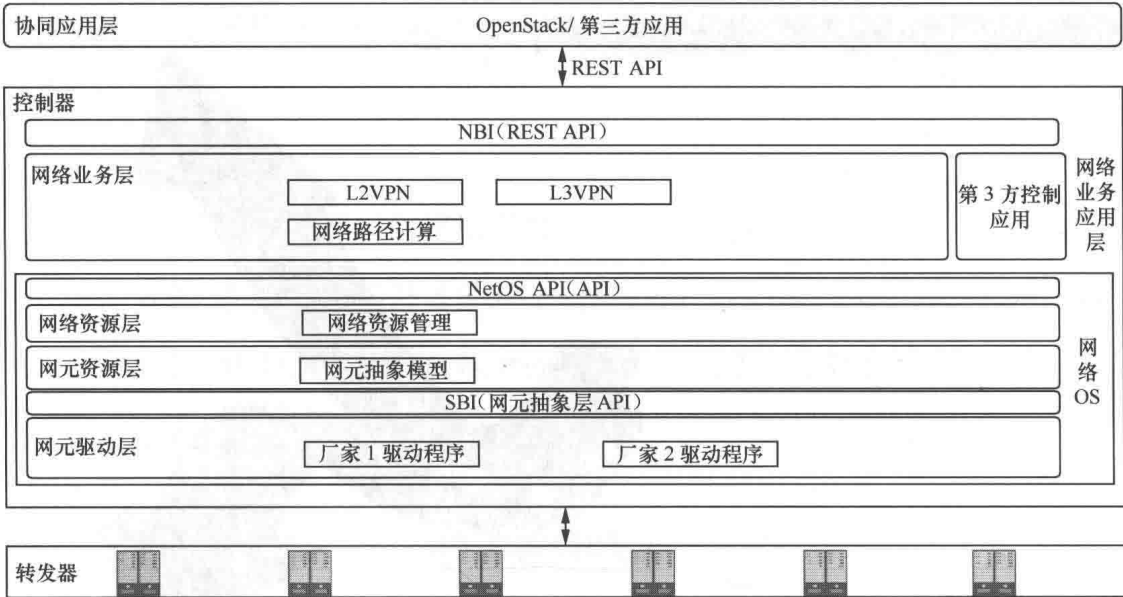 协同应用层
OpenStack/ 第三方应用
REST API
控制器
NBI(REST API)
网络业务层
L2VPN
L3VPN
网络路径计算
第 3 方控制
应用
网络
业务
应用
层
NetOS API(API)
网络资源层
网络资源管理
网元资源层
网元抽象模型
SBI(网元抽象层 API)
网元驱动层
厂家 1 驱动程序
厂家 2 驱动程序
网
络
OS
转发器